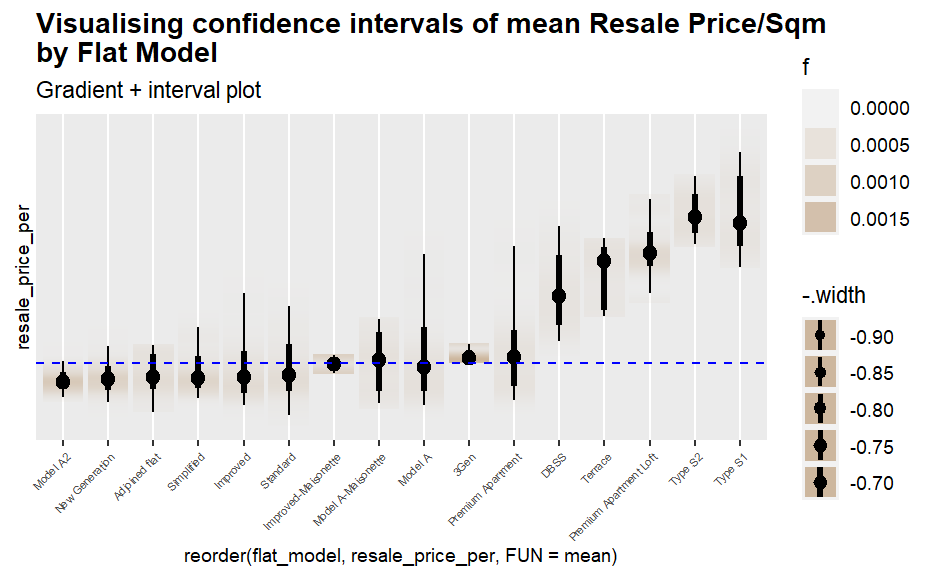 Visualising confidence intervals of mean Resale Price/Sqm
by Flat Model
Gradient + interval plot
resale_price_per
Model A2
New Generation
Adjoined flat
Simplified
Improved
Standard
Improved-Maisonette
Model A-Maisonette
Model A
3Gen
Premium Apartment
DBSS
Terrace
Premium Apartment Loft
Type S2
Type S1
reorder(flat_model, resale_price_per, FUN = mean)
f
0.0000
0.0005
0.0010
0.0015
-.width
-0.90
-0.85
-0.80
-0.75
-0.70